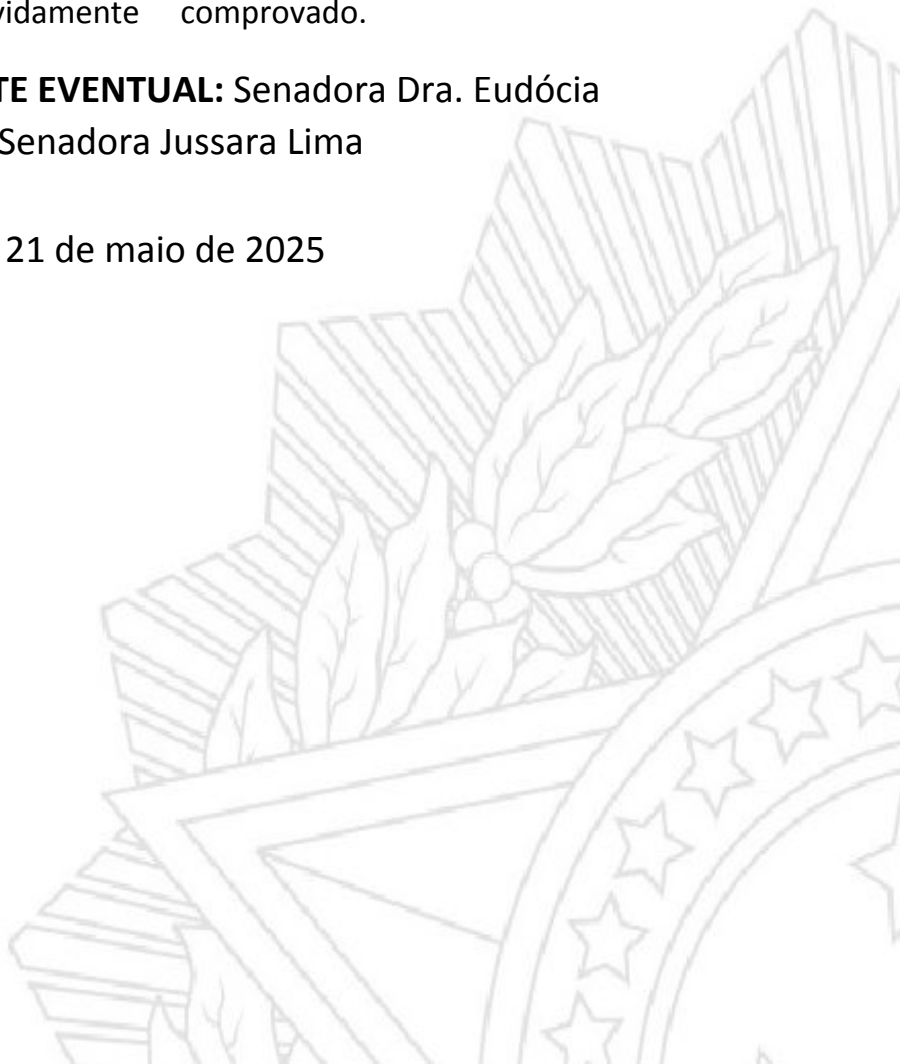 vidamente comprovado.
TE EVENTUAL: Senadora Dra. Eudócia
Senadora Jussara Lima
21 de maio de 2025